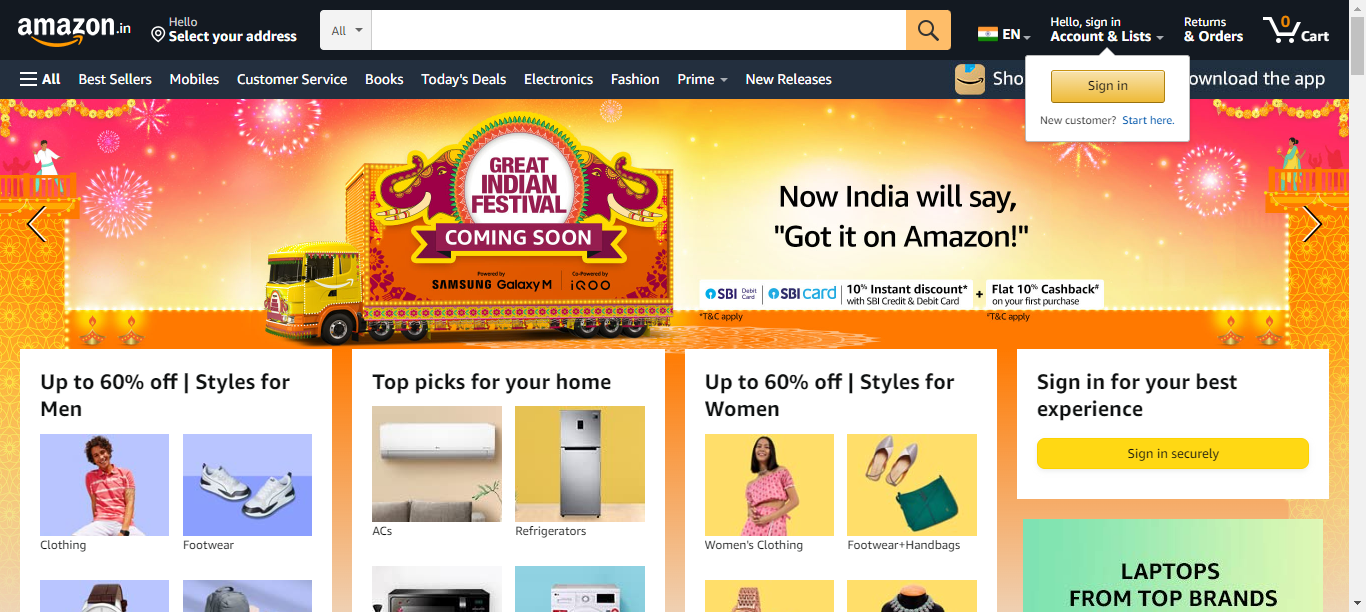 amazon.in
Hello
Select your address
All
EN
Hello, sign in
Account & Lists
Returns
& Orders
0
Cart
All
Best Sellers
Mobiles
Customer Service
Books
Today's Deals
Electronics
Fashion
Prime
New Releases
Sho
ownload the app
Sign in
New customer? Start here.
GREAT
INDIAN
FESTIVAL
COMING SOON
Powered by
SAMSUNG Galaxy M
Co-Powered by
iQOO
Now India will say,
"Got it on Amazon!"
SBI Debit Card
SBI card
10% Instant discount*
with SBI Credit & Debit Card
+
Flat 10% Cashback#
on your first purchase
*T&C apply
#T&C apply
Up to 60% off | Styles for
Men
Clothing
Footwear
Top picks for your home
ACs
Refrigerators
Up to 60% off | Styles for
Women
Women's Clothing
Footwear+Handbags
Sign in for your best
experience
Sign in securely
LAPTOPS
FROM TOP BRANDS